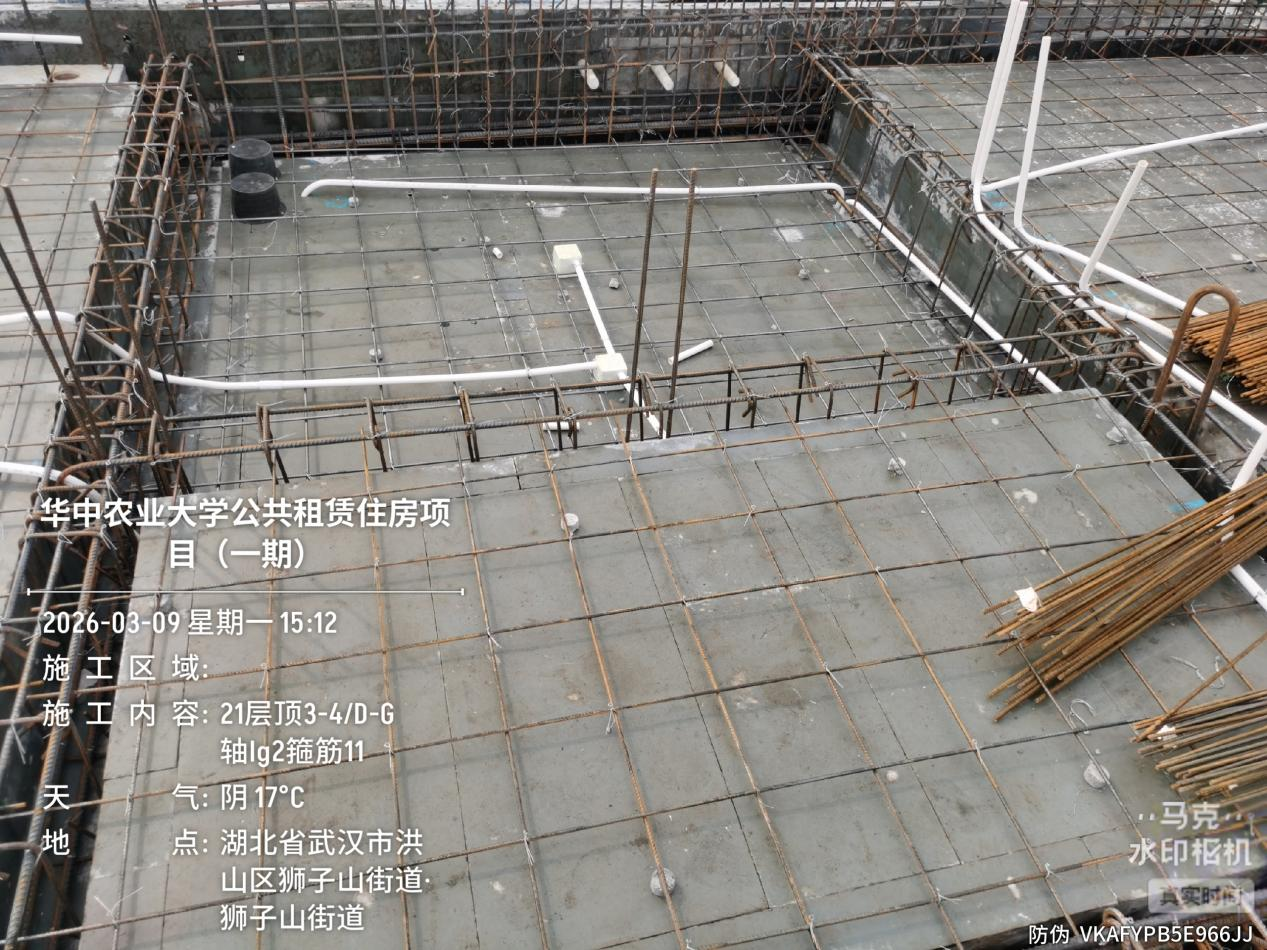 华中农业大学公共租赁住房项
目（一期）
2026-03-09 星期一 15:12
施工区域:
施工内容: 21层顶3-4/D-G
轴lg2箍筋11
天气: 阴 17°C
地点: 湖北省武汉市洪
山区狮子山街道·
狮子山街道
马克
水印相机
真实时间
防伪 VKAFYPB5E966JJ